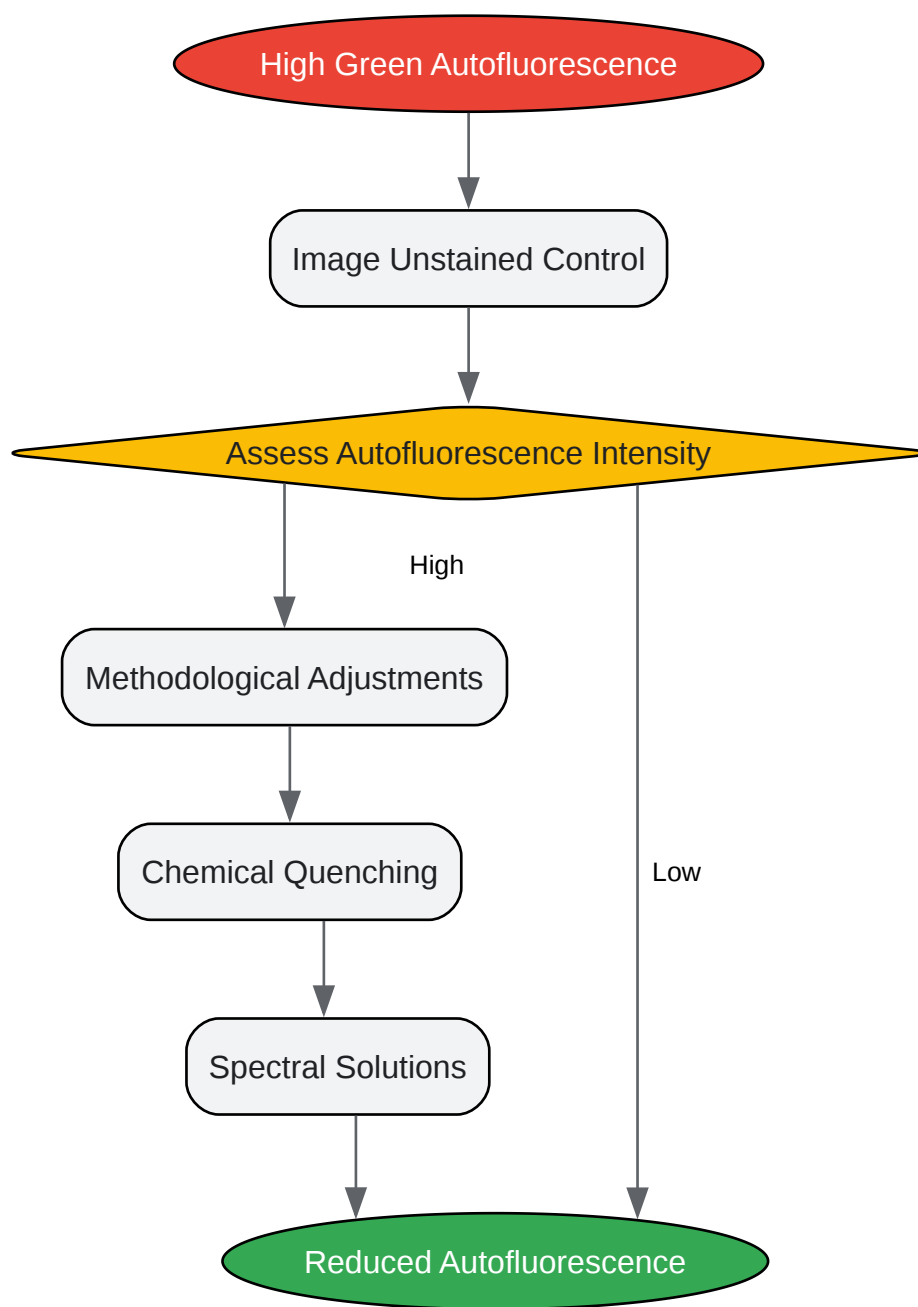 High Green Autofluorescence
Image Unstained Control
Assess Autofluorescence Intensity
High
Methodological Adjustments
Chemical Quenching
Low
Spectral Solutions
Reduced Autofluorescence